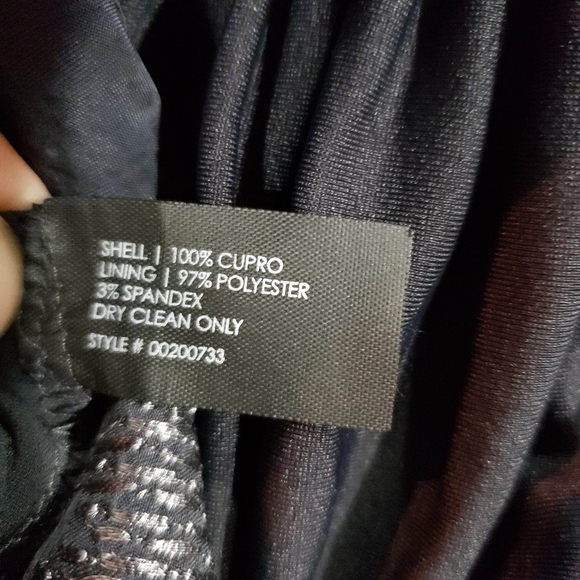 SHELL | 100% CUPRO
LINING | 97% POLYESTER
3% SPANDEX
DRY CLEAN ONLY
STYLE # 00200733